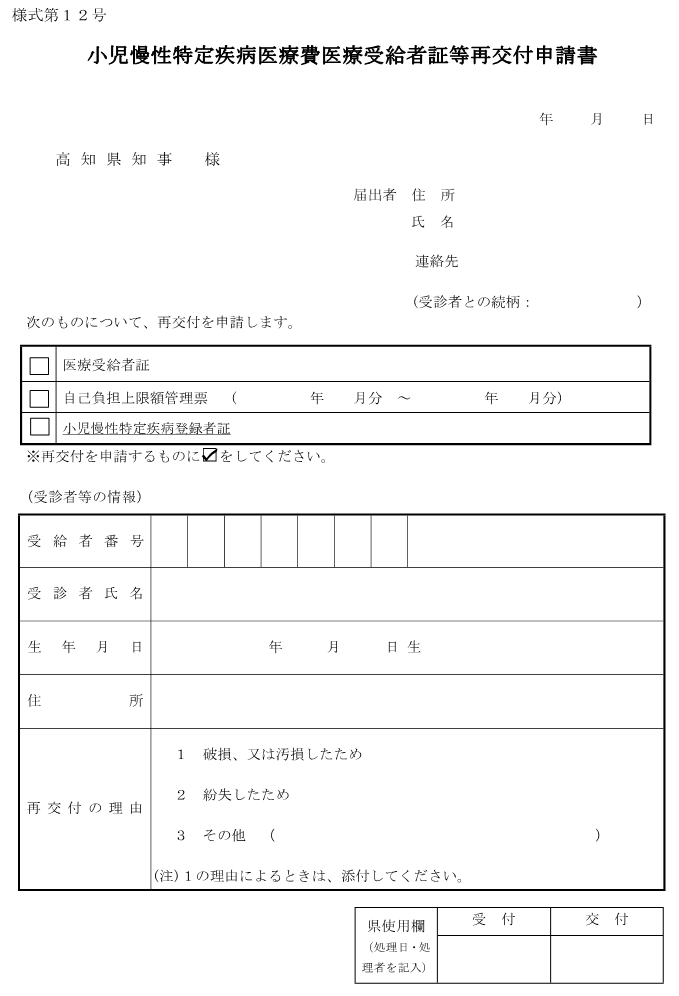 様式第１２号
小児慢性特定疾病医療費医療受給者証等再交付申請書
年　　月　　日
高 知 県 知 事　　様
届出者　住　所
氏　名
連絡先
（受診者との続柄：　　　　　　　）
次のものについて、再交付を申請します。
医療受給者証
自己負担上限額管理票　（　　　　　年　　月分　～　　　　　年　　月分）
小児慢性特定疾病登録者証
※再交付を申請するものに☑をしてください。
（受診者等の情報）
受 給 者 番 号
受 診 者 氏 名
生　年　月　日　　　　　　年　　　月　　　日 生
住　　　　　所
再 交 付 の 理 由
１　破損、又は汚損したため
２　紛失したため
３　その他　（　　　　　　　　　　　　　　　　　　　　　　）
(注)１の理由によるときは、添付してください。
県使用欄　受　付　交　付
（処理日・処
理者を記入）